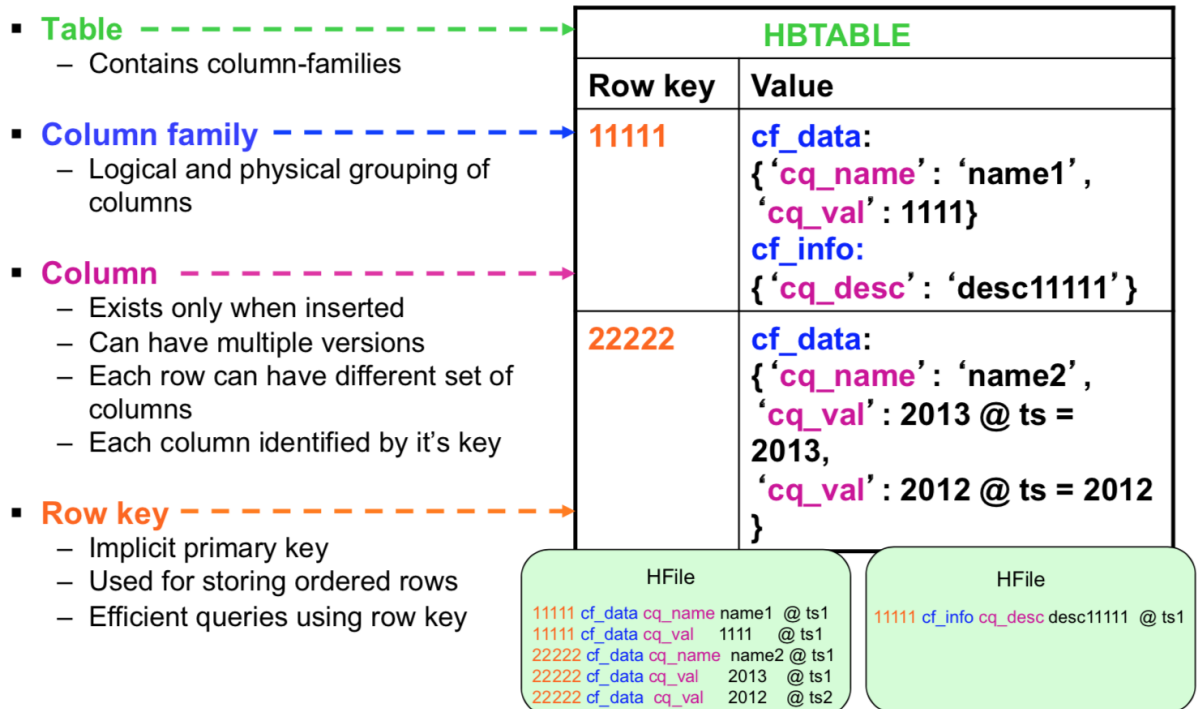 ▪ Table
– Contains column-families
▪ Column family
– Logical and physical grouping of
columns
▪ Column
– Exists only when inserted
– Can have multiple versions
– Each row can have different set of
columns
– Each column identified by it's key
▪ Row key
– Implicit primary key
– Used for storing ordered rows
– Efficient queries using row key
HBTABLE
Row key Value
11111 cf_data:
{‘cq_name’: ‘name1’,
‘cq_val’: 1111}
cf_info:
{‘cq_desc’: ‘desc11111’}
22222 cf_data:
{‘cq_name’: ‘name2’,
‘cq_val’: 2013 @ ts =
2013,
‘cq_val’: 2012 @ ts = 2012
}
HFile
11111 cf_data cq_name name1 @ ts1
11111 cf_data cq_val 1111 @ ts1
22222 cf_data cq_name name2 @ ts1
22222 cf_data cq_val 2013 @ ts1
22222 cf_data cq_val 2012 @ ts2
HFile
11111 cf_info cq_desc desc11111 @ ts1